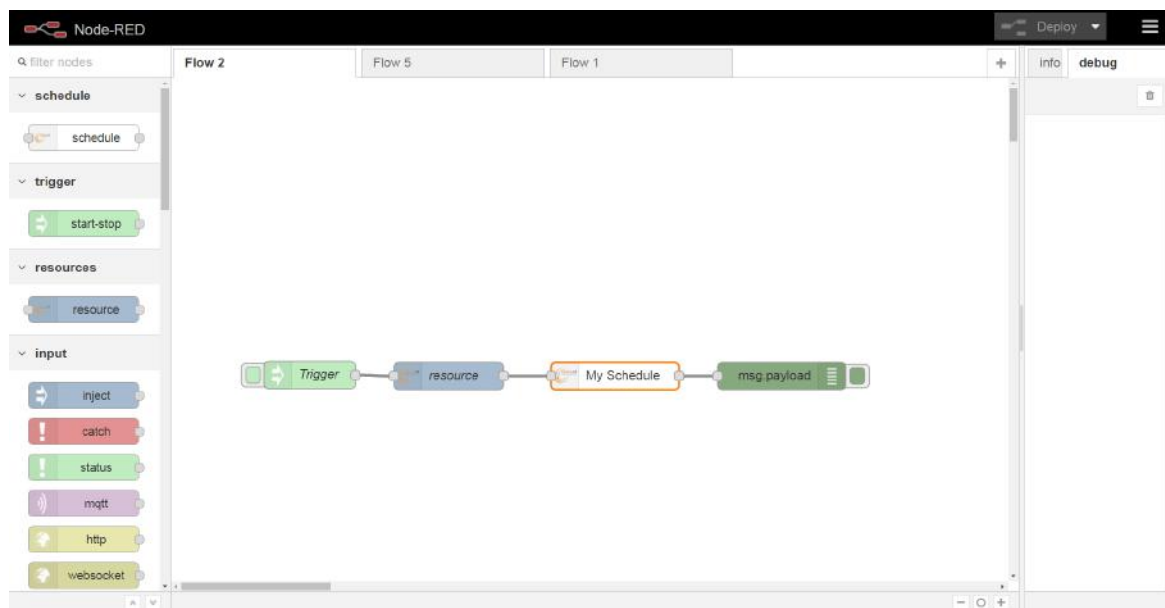 Node-RED
Deploy
filter nodes
Flow 2
Flow 5
Flow 1
info
debug
schedule
schedule
trigger
start-stop
resources
resource
input
inject
catch
status
mqtt
http
websocket
Trigger
resource
My Schedule
msg.payload